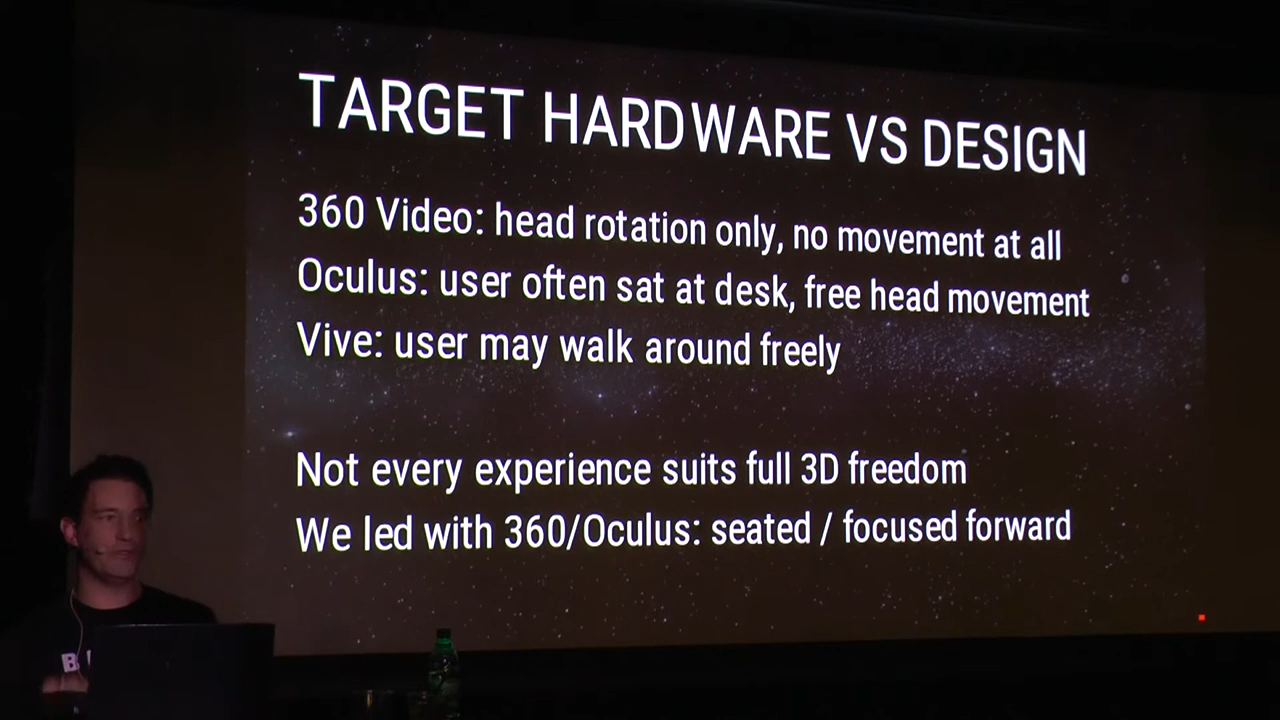 TARGET HARDWARE VS DESIGN
360 Video: head rotation only, no movement at all
Oculus: user often sat at desk, free head movement
Vive: user may walk around freely
Not every experience suits full 3D freedom
We led with 360/Oculus: seated / focused forward